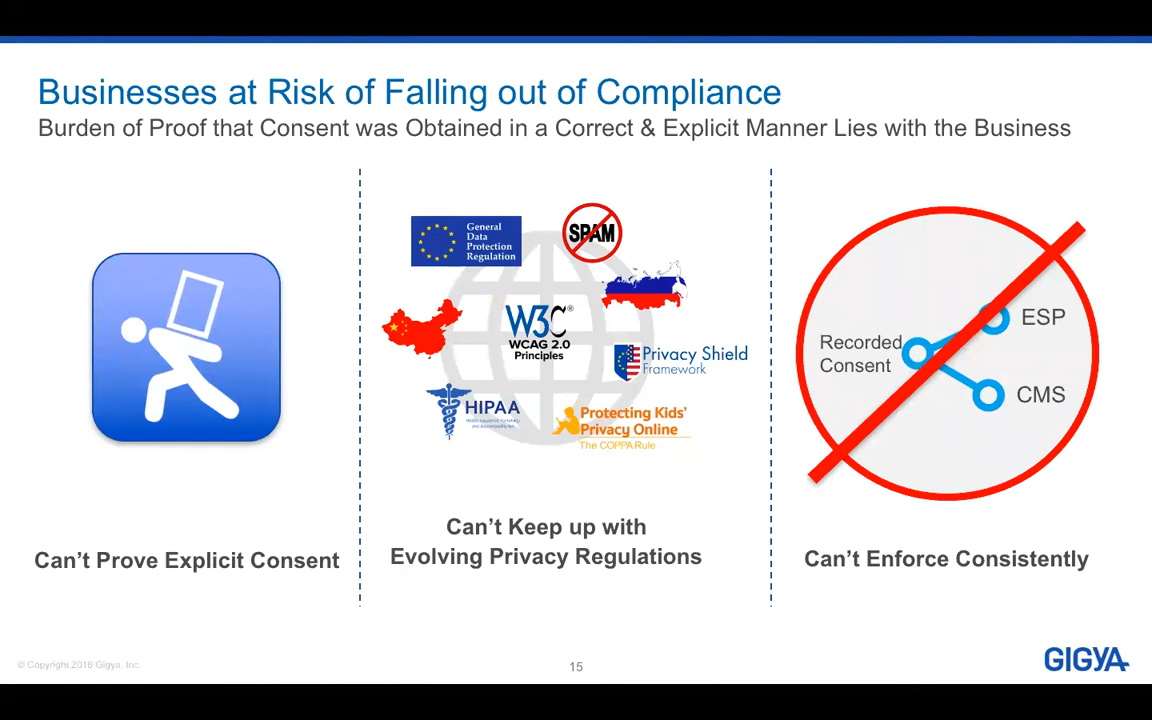 Businesses at Risk of Falling out of Compliance
Burden of Proof that Consent was Obtained in a Correct & Explicit Manner Lies with the Business
Can't Prove Explicit Consent
General
Data
Protection
Regulation
SPAM
W3C®
WCAG 2.0
Principles
Privacy Shield
Framework
HIPAA
Protecting Kids'
Privacy Online
The COPPA Rule
Can't Keep up with
Evolving Privacy Regulations
Recorded
Consent
ESP
CMS
Can't Enforce Consistently
© Copyright 2016 Gigya, Inc.
15
GIGYA